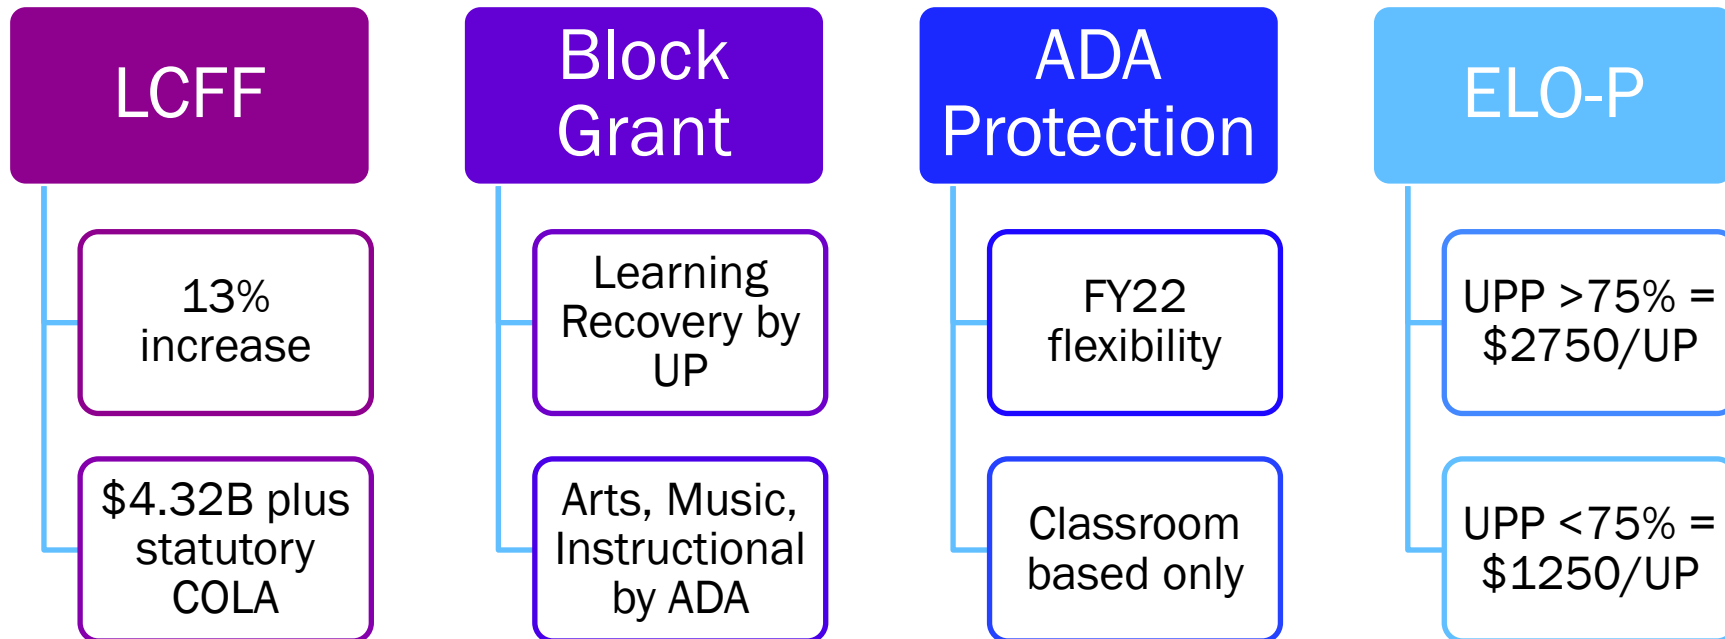 LCFF
13%
increase
$4.32B plus
statutory
COLA
Block
Grant
Learning
Recovery by
UP
Arts, Music,
Instructional
by ADA
ADA
Protection
FY22
flexibility
Classroom
based only
ELO-P
UPP >75% =
$2750/UP
UPP <75% =
$1250/UP